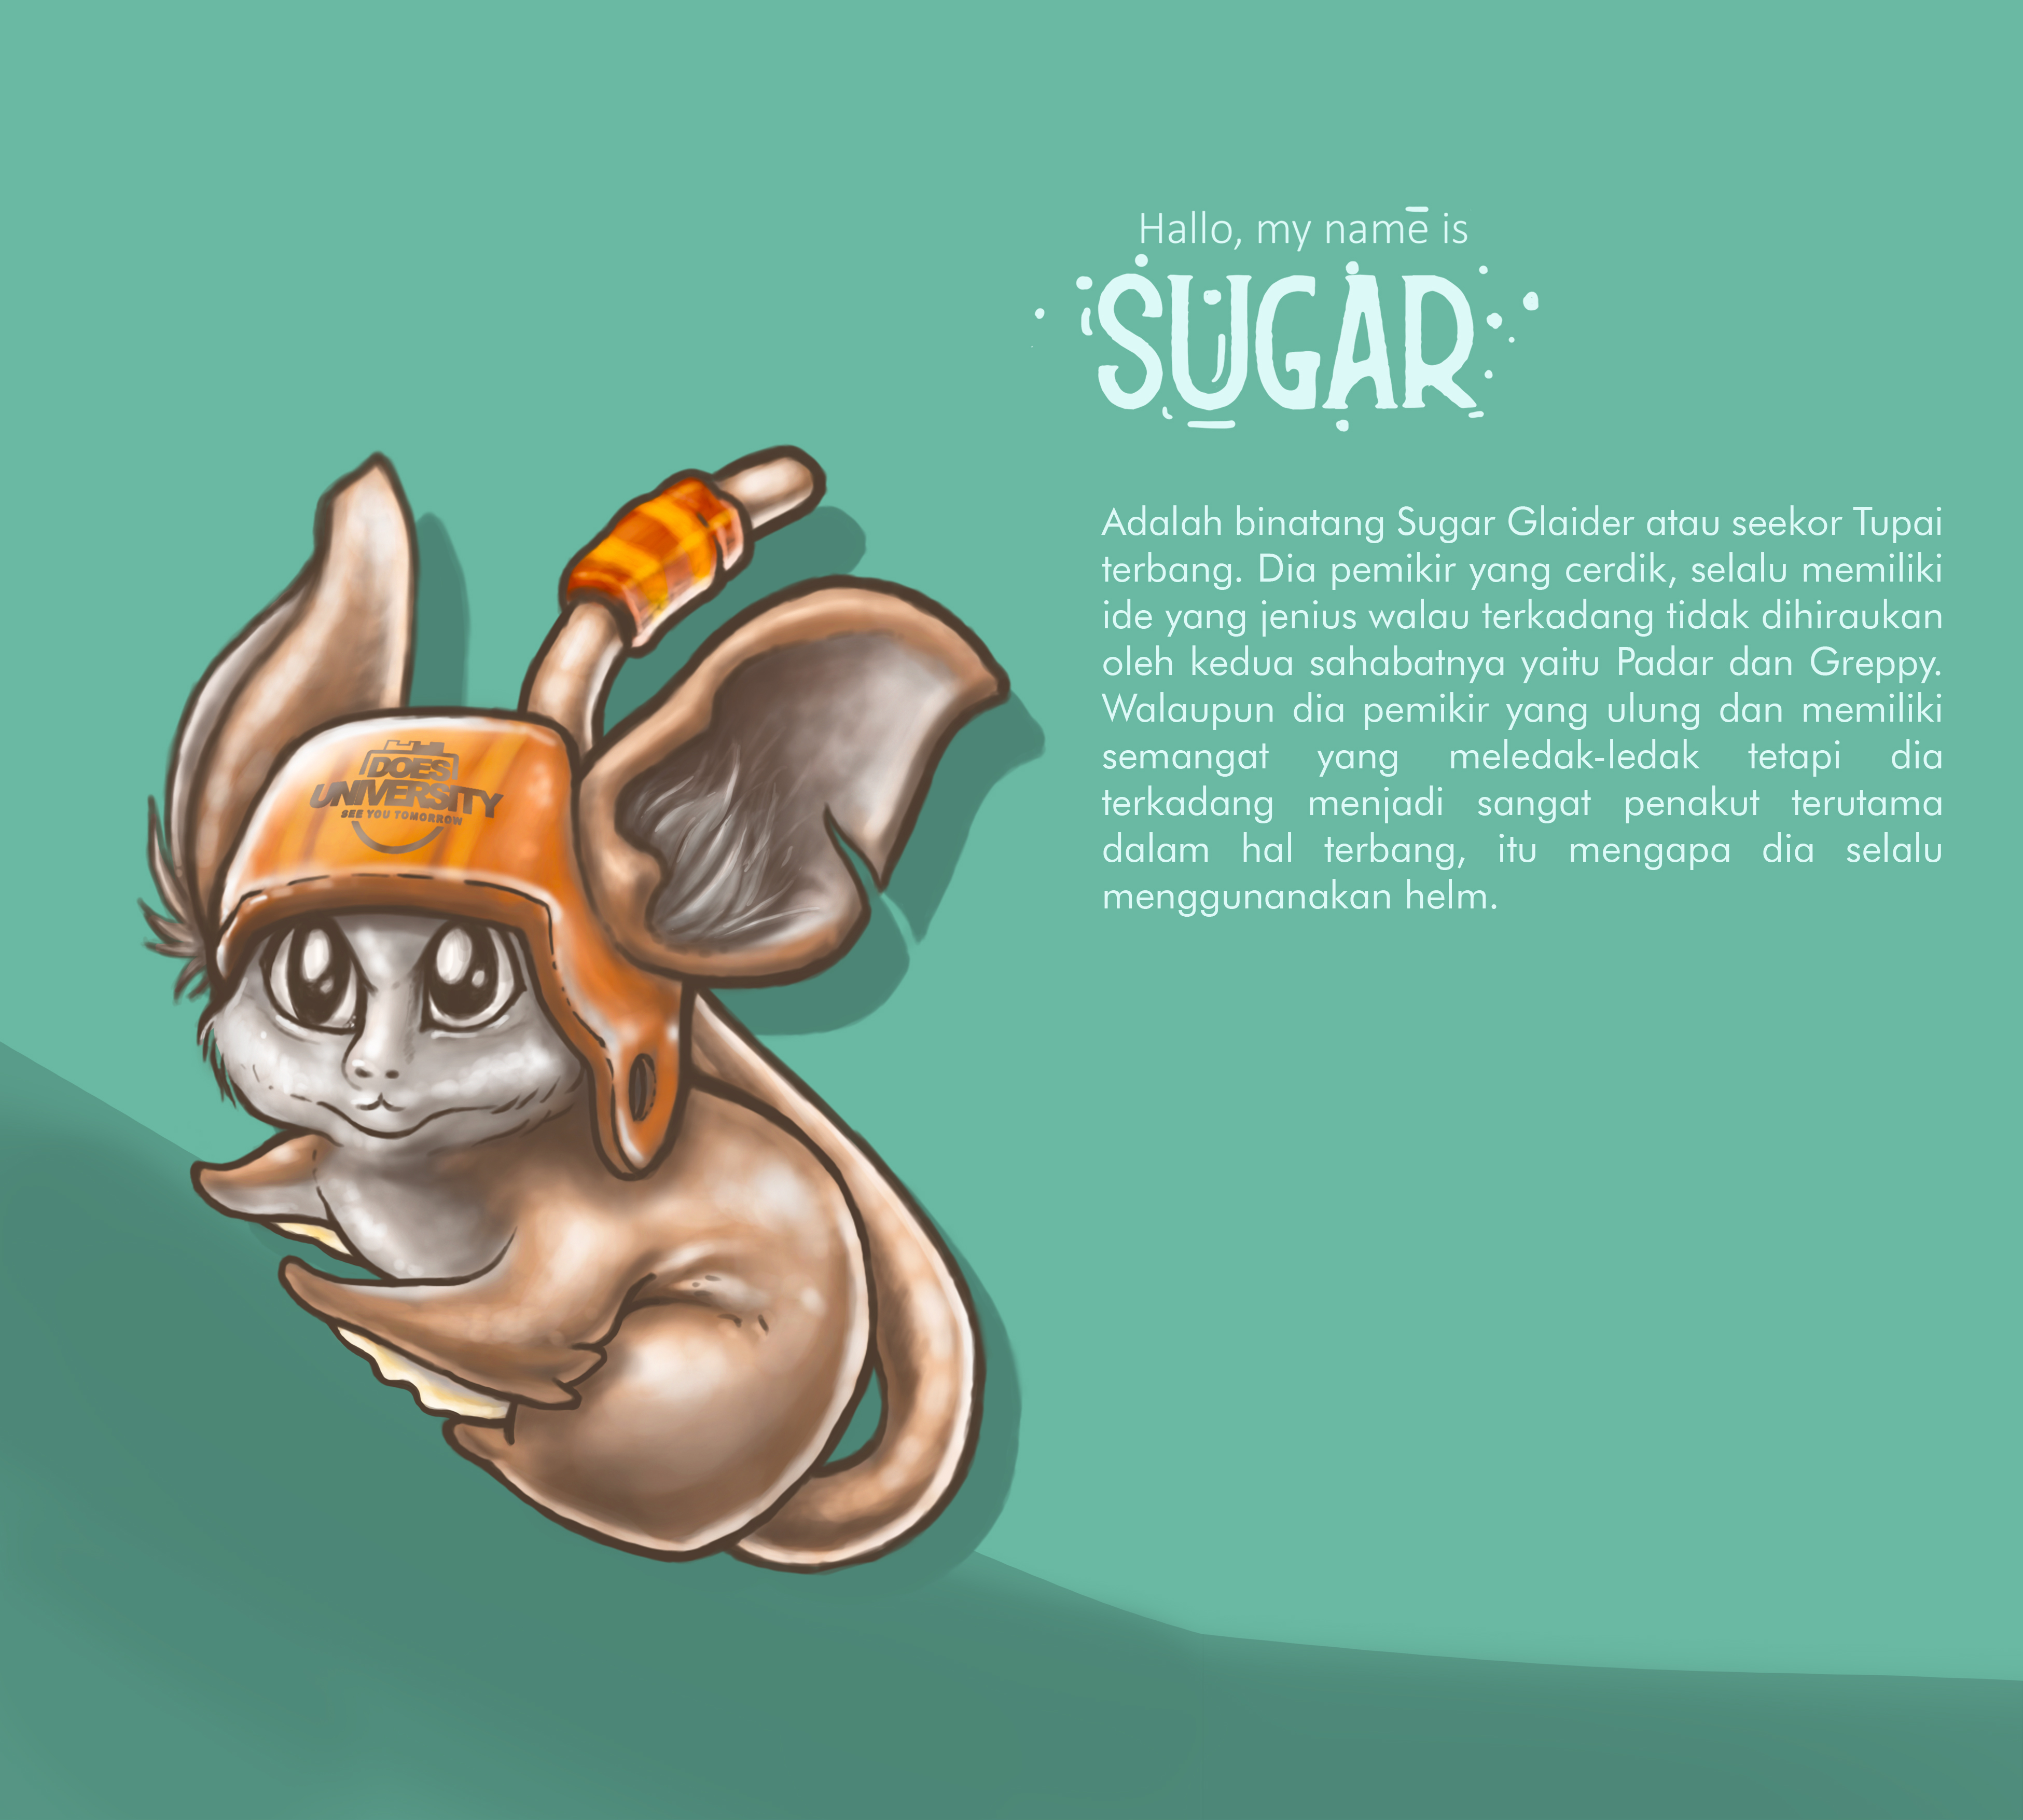 Hallo, my name is
SUGAR
Adalah binatang Sugar Glaider atau seekor Tupai
terbang. Dia pemikir yang cerdik, selalu memiliki
ide yang jenius walau terkadang tidak dihiraukan
oleh kedua sahabatnya yaitu Padar dan Greppy.
Walaupun dia pemikir yang ulung dan memiliki
semangat yang meledak-ledak tetapi dia
terkadang menjadi sangat penakut terutama
dalam hal terbang, itu mengapa dia selalu
menggunanakan helm.
DOES
UNIVERSITY
SEE YOU TOMORROW